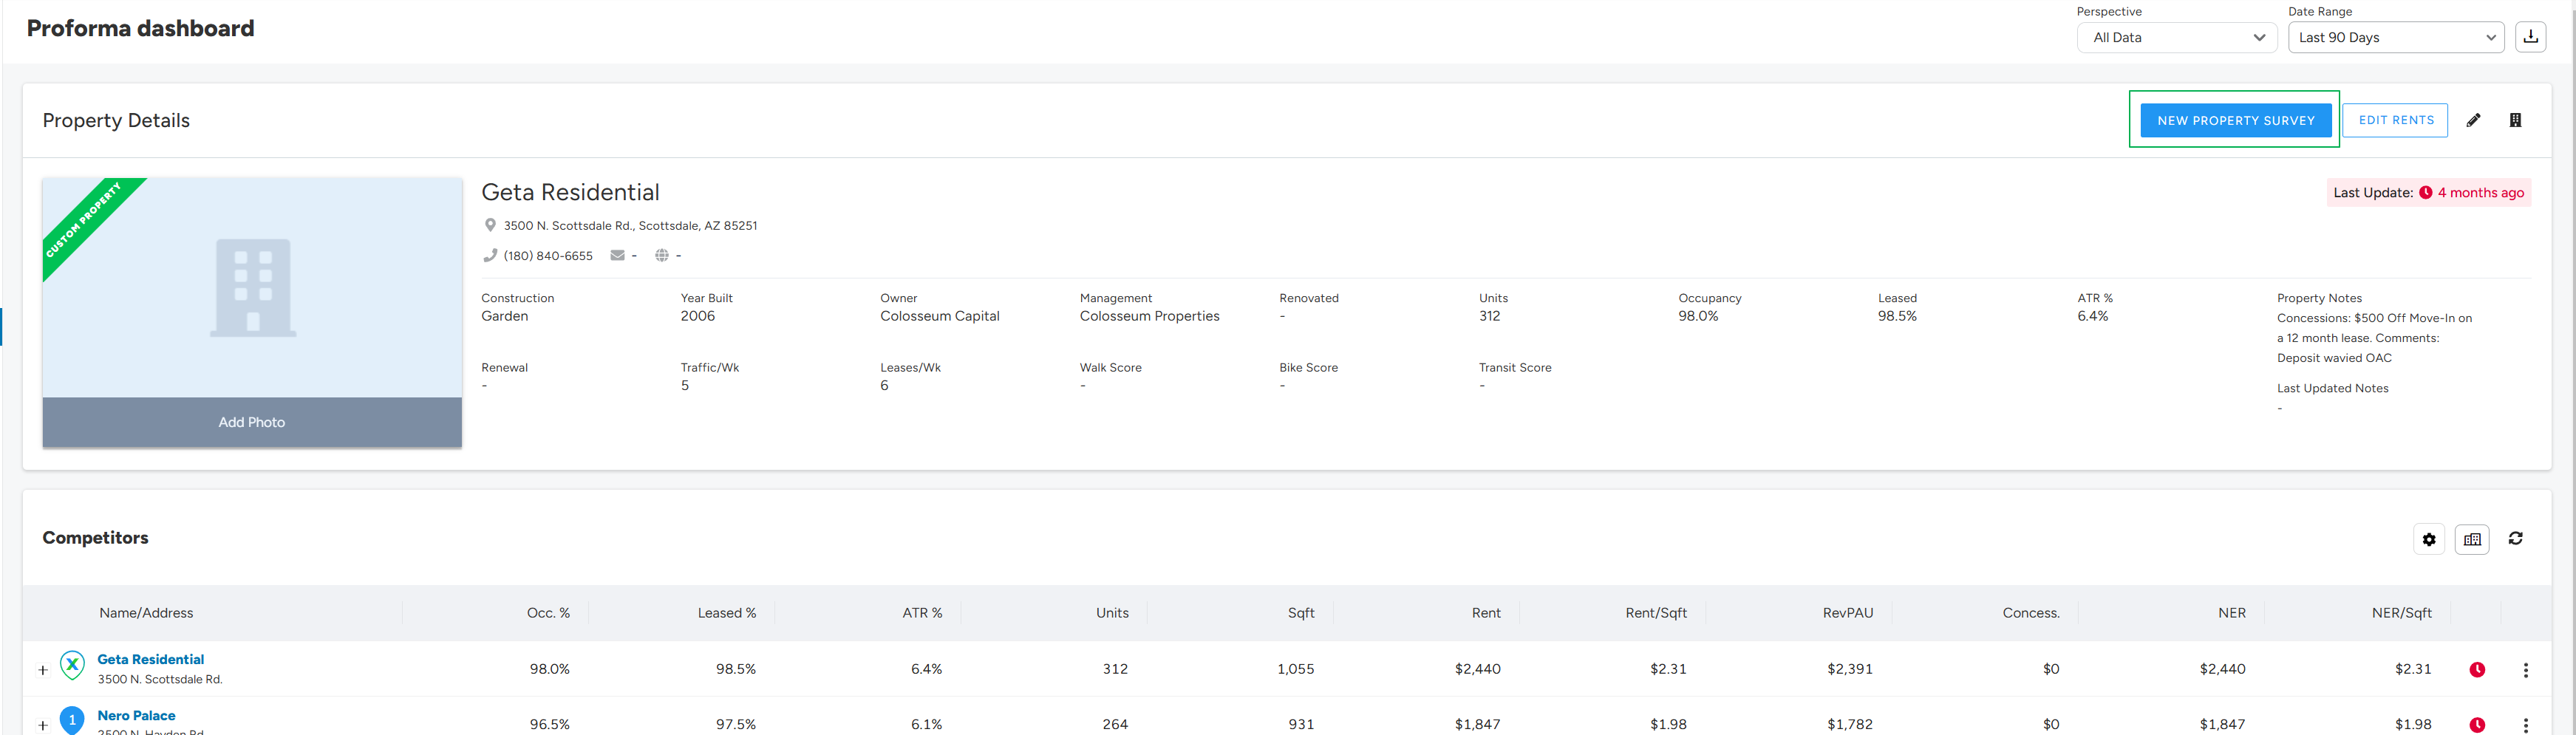 Proforma dashboard
Perspective
All Data
Date Range
Last 90 Days
Property Details
NEW PROPERTY SURVEY
EDIT RENTS
CUSTOM PROPERTY
Add Photo
Geta Residential
Last Update: 4 months ago
3500 N. Scottsdale Rd., Scottsdale, AZ 85251
(180) 840-6655 - -
Construction Year Built Owner Management Renovated Units Occupancy Leased ATR %
Garden 2006 Colosseum Capital Colosseum Properties - 312 98.0% 98.5% 6.4%
Renewal Traffic/Wk Leases/Wk Walk Score Bike Score Transit Score
- 5 6 - - -
Property Notes
Concessions: $500 Off Move-In on
a 12 month lease. Comments:
Deposit wavied OAC
Last Updated Notes
-
Competitors
Name/Address Occ. % Leased % ATR % Units Sqft Rent Rent/Sqft RevPAU Concess. NER NER/Sqft
+ X Geta Residential 98.0% 98.5% 6.4% 312 1,055 $2,440 $2.31 $2,391 $0 $2,440 $2.31
3500 N. Scottsdale Rd.
+ 1 Nero Palace 96.5% 97.5% 6.1% 264 931 $1,847 $1.98 $1,782 $0 $1,847 $1.98
2500 N. Hayden Rd.